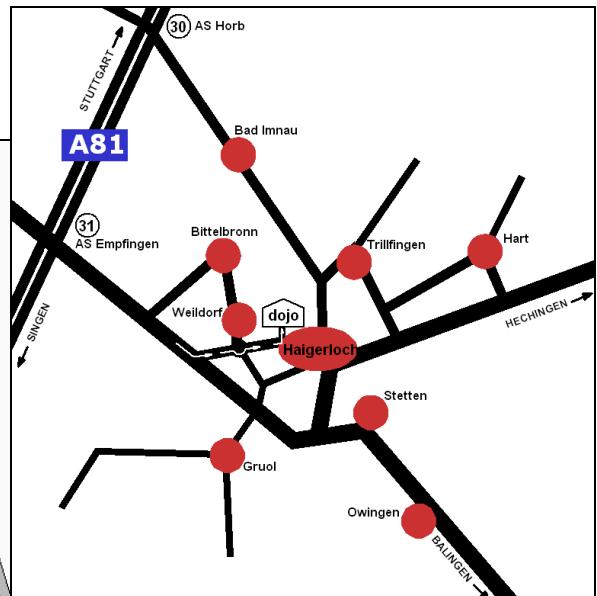 30 AS Horb
STUTTGART
Bad Imnau
A81
31
AS Empfingen
Bittelbronn
Trillfingen
Hart
Weildorf
dojo
HECHINGEN
SINGEN
Haigerloch
Stetten
Gruol
Owingen
BALINGEN